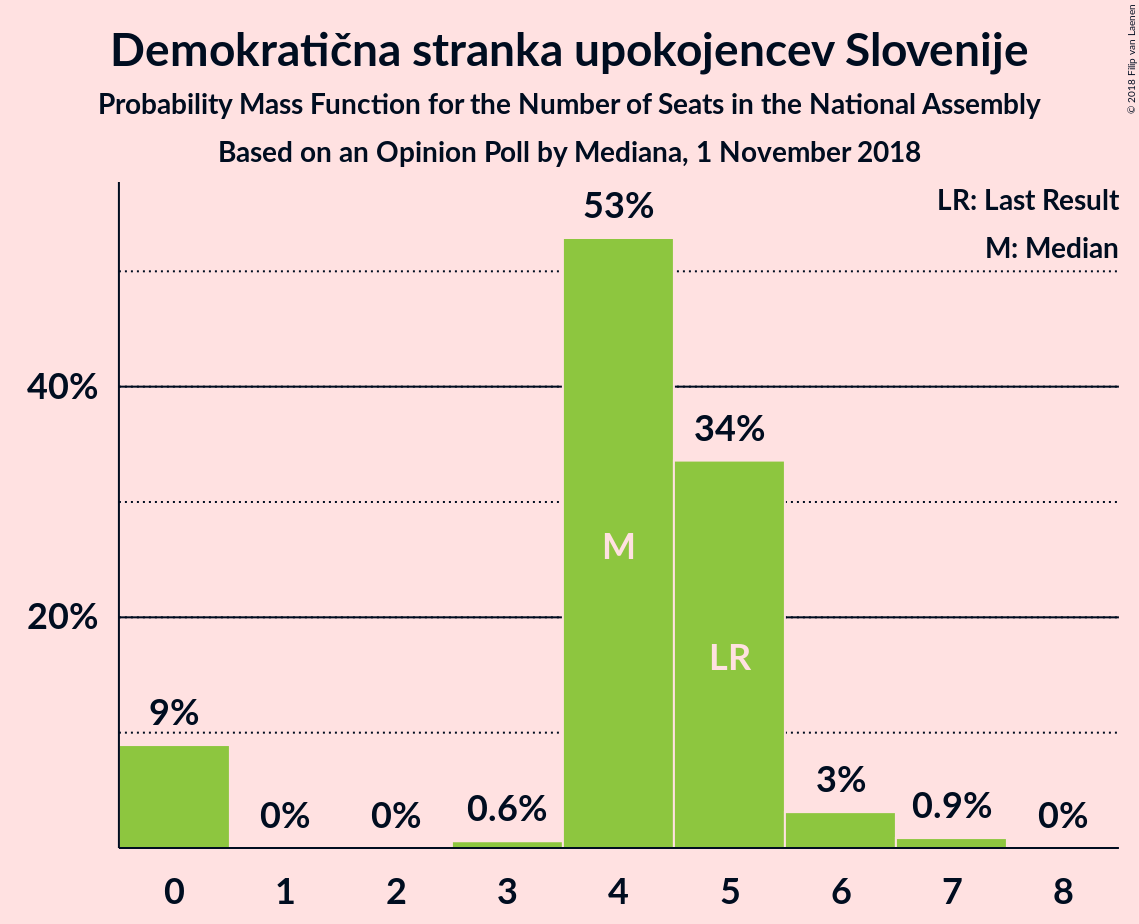 Demokratična stranka upokojencev Slovenije
Probability Mass Function for the Number of Seats in the National Assembly
Based on an Opinion Poll by Mediana, 1 November 2018
© 2018 Filip van Laenen
LR: Last Result
M: Median
53%
40%
34%
M
20%
LR
9%
0%
0%
0.6%
3%
0.9%
0%
0 1 2 3 4 5 6 7 8